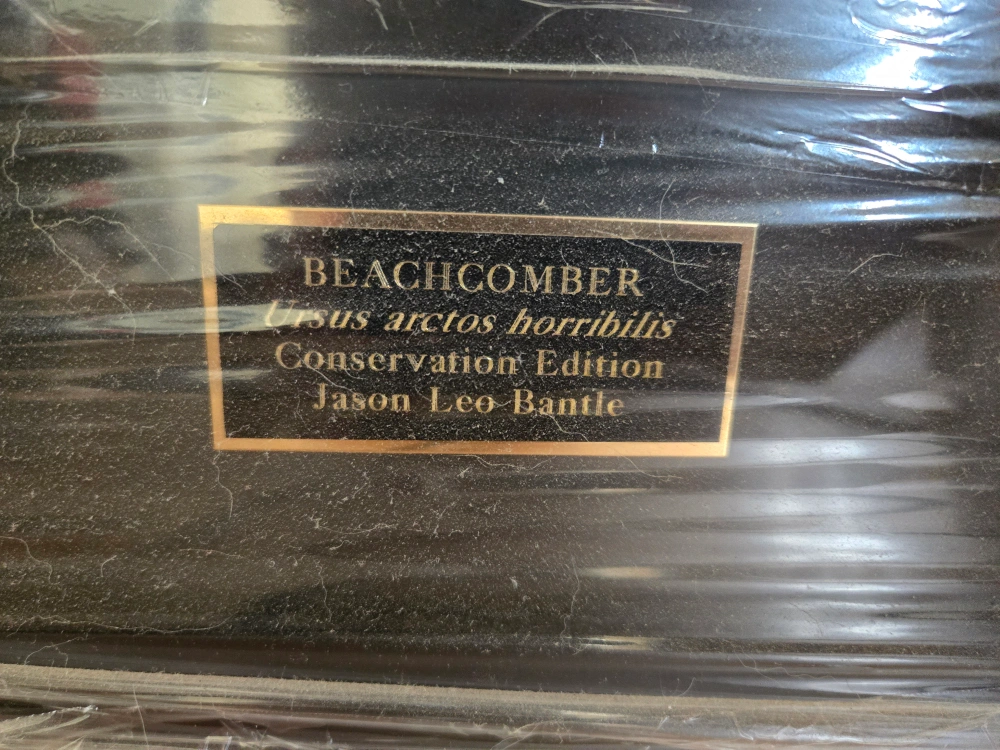 BEACHCOMBER
Ursus arctos horribilis
Conservation Edition
Jason Leo Bantle